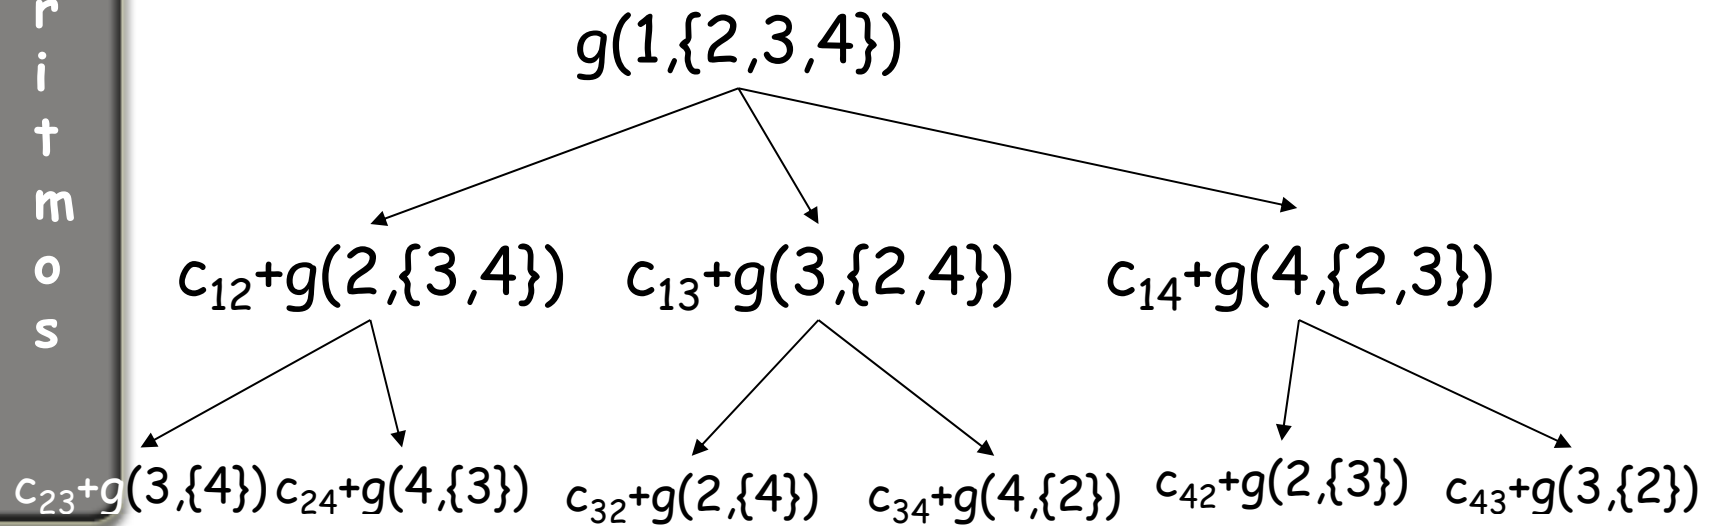 r
i
t
m
o
s
g(1,{2,3,4})
c₁₂+g(2,{3,4}) c₁₃+g(3,{2,4}) c₁₄+g(4,{2,3})
c₂₃+g(3,{4}) c₂₄+g(4,{3}) c₃₂+g(2,{4}) c₃₄+g(4,{2}) c₄₂+g(2,{3}) c₄₃+g(3,{2})